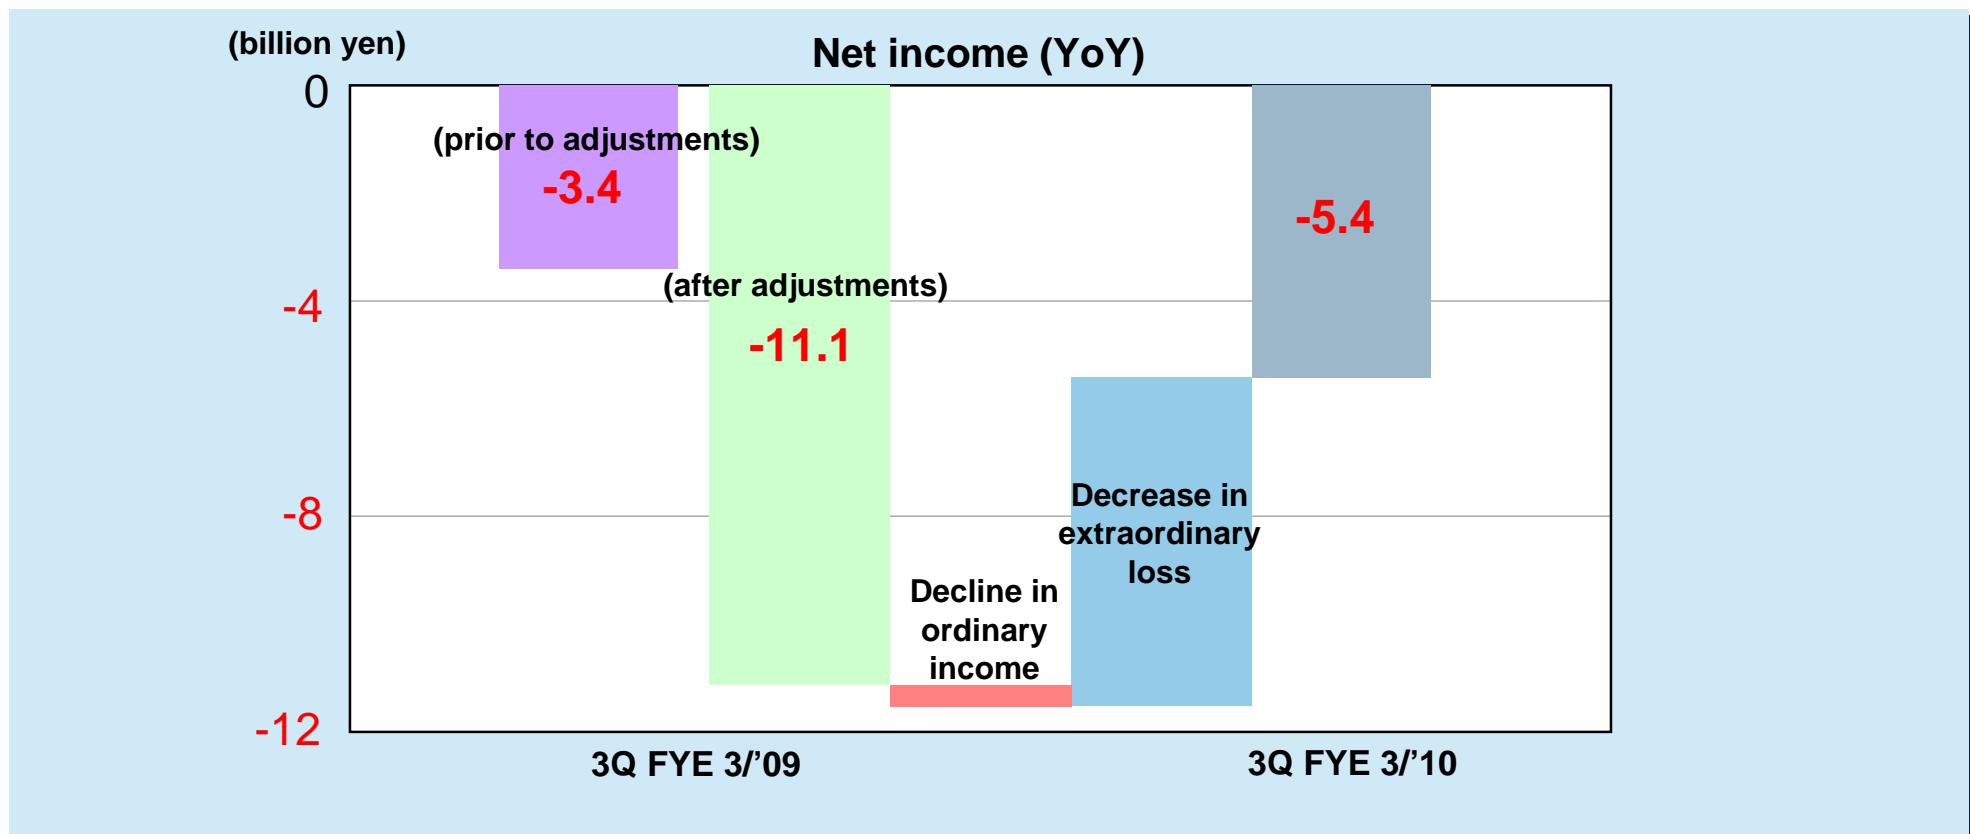 (billion yen)
Net income (YoY)
0
(prior to adjustments)
-3.4
-5.4
(after adjustments)
-4
-11.1
Decrease in
extraordinary
loss
-8
Decline in
ordinary
income
-12
3Q FYE 3/’09
3Q FYE 3/’10